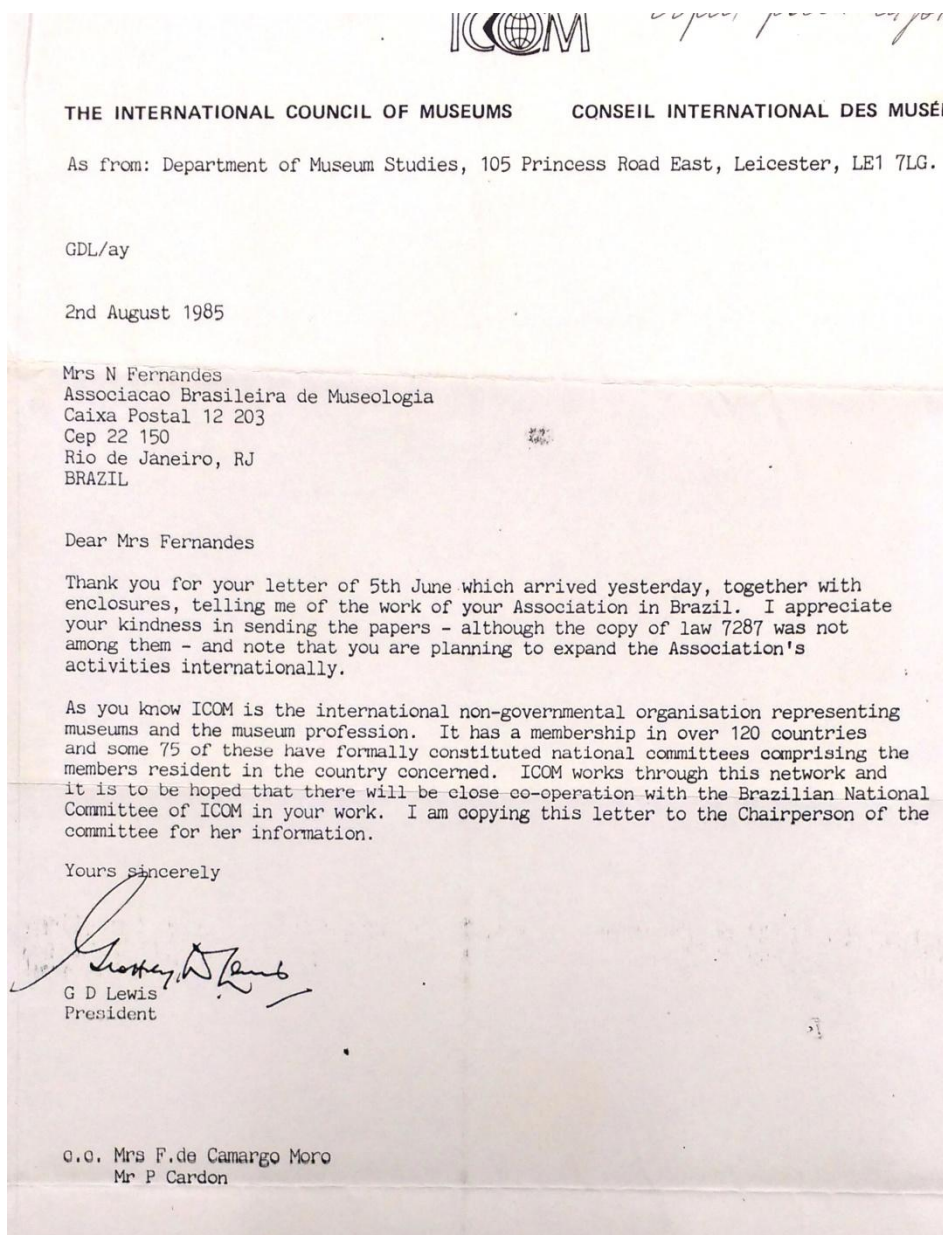 ICOM
THE INTERNATIONAL COUNCIL OF MUSEUMS CONSEIL INTERNATIONAL DES MUSÉ
As from: Department of Museum Studies, 105 Princess Road East, Leicester, LE1 7LG.
GDL/ay
2nd August 1985
Mrs N Fernandes
Associacao Brasileira de Museologia
Caixa Postal 12 203
Cep 22 150
Rio de Janeiro, RJ
BRAZIL
Dear Mrs Fernandes
Thank you for your letter of 5th June which arrived yesterday, together with
enclosures, telling me of the work of your Association in Brazil. I appreciate
your kindness in sending the papers - although the copy of law 7287 was not
among them - and note that you are planning to expand the Association's
activities internationally.
As you know ICOM is the international non-governmental organisation representing
museums and the museum profession. It has a membership in over 120 countries
and some 75 of these have formally constituted national committees comprising the
members resident in the country concerned. ICOM works through this network and
it is to be hoped that there will be close co-operation with the Brazilian National
Committee of ICOM in your work. I am copying this letter to the Chairperson of the
committee for her information.
Yours sincerely
G D Lewis
President
c.c. Mrs F.de Camargo Moro
Mr P Cardon